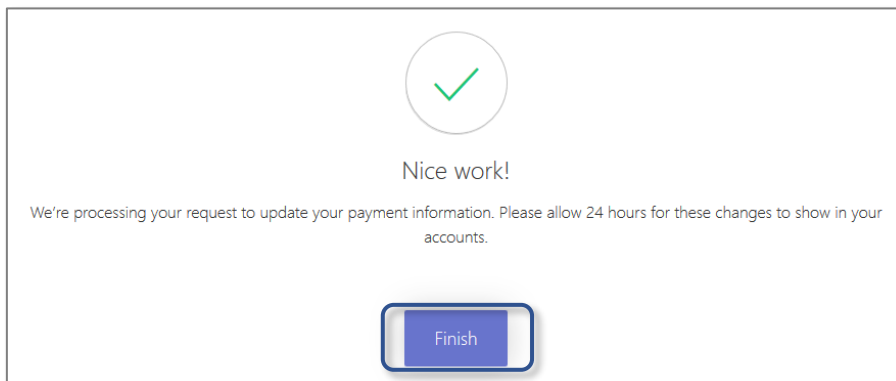 Nice work!
We're processing your request to update your payment information. Please allow 24 hours for these changes to show in your
accounts.
Finish